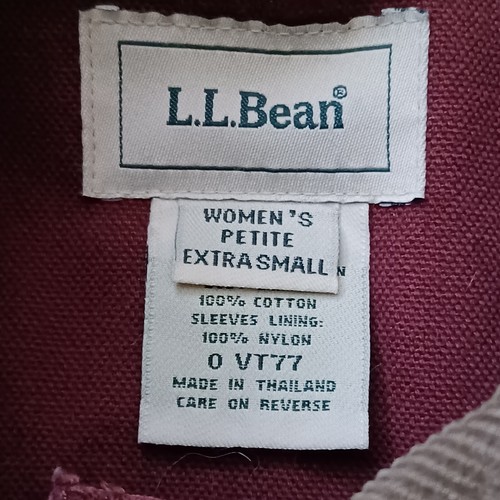 L.L.Bean®
WOMEN'S
PETITE
EXTRA SMALL
100% COTTON
SLEEVES LINING:
100% NYLON
0 VT77
MADE IN THAILAND
CARE ON REVERSE